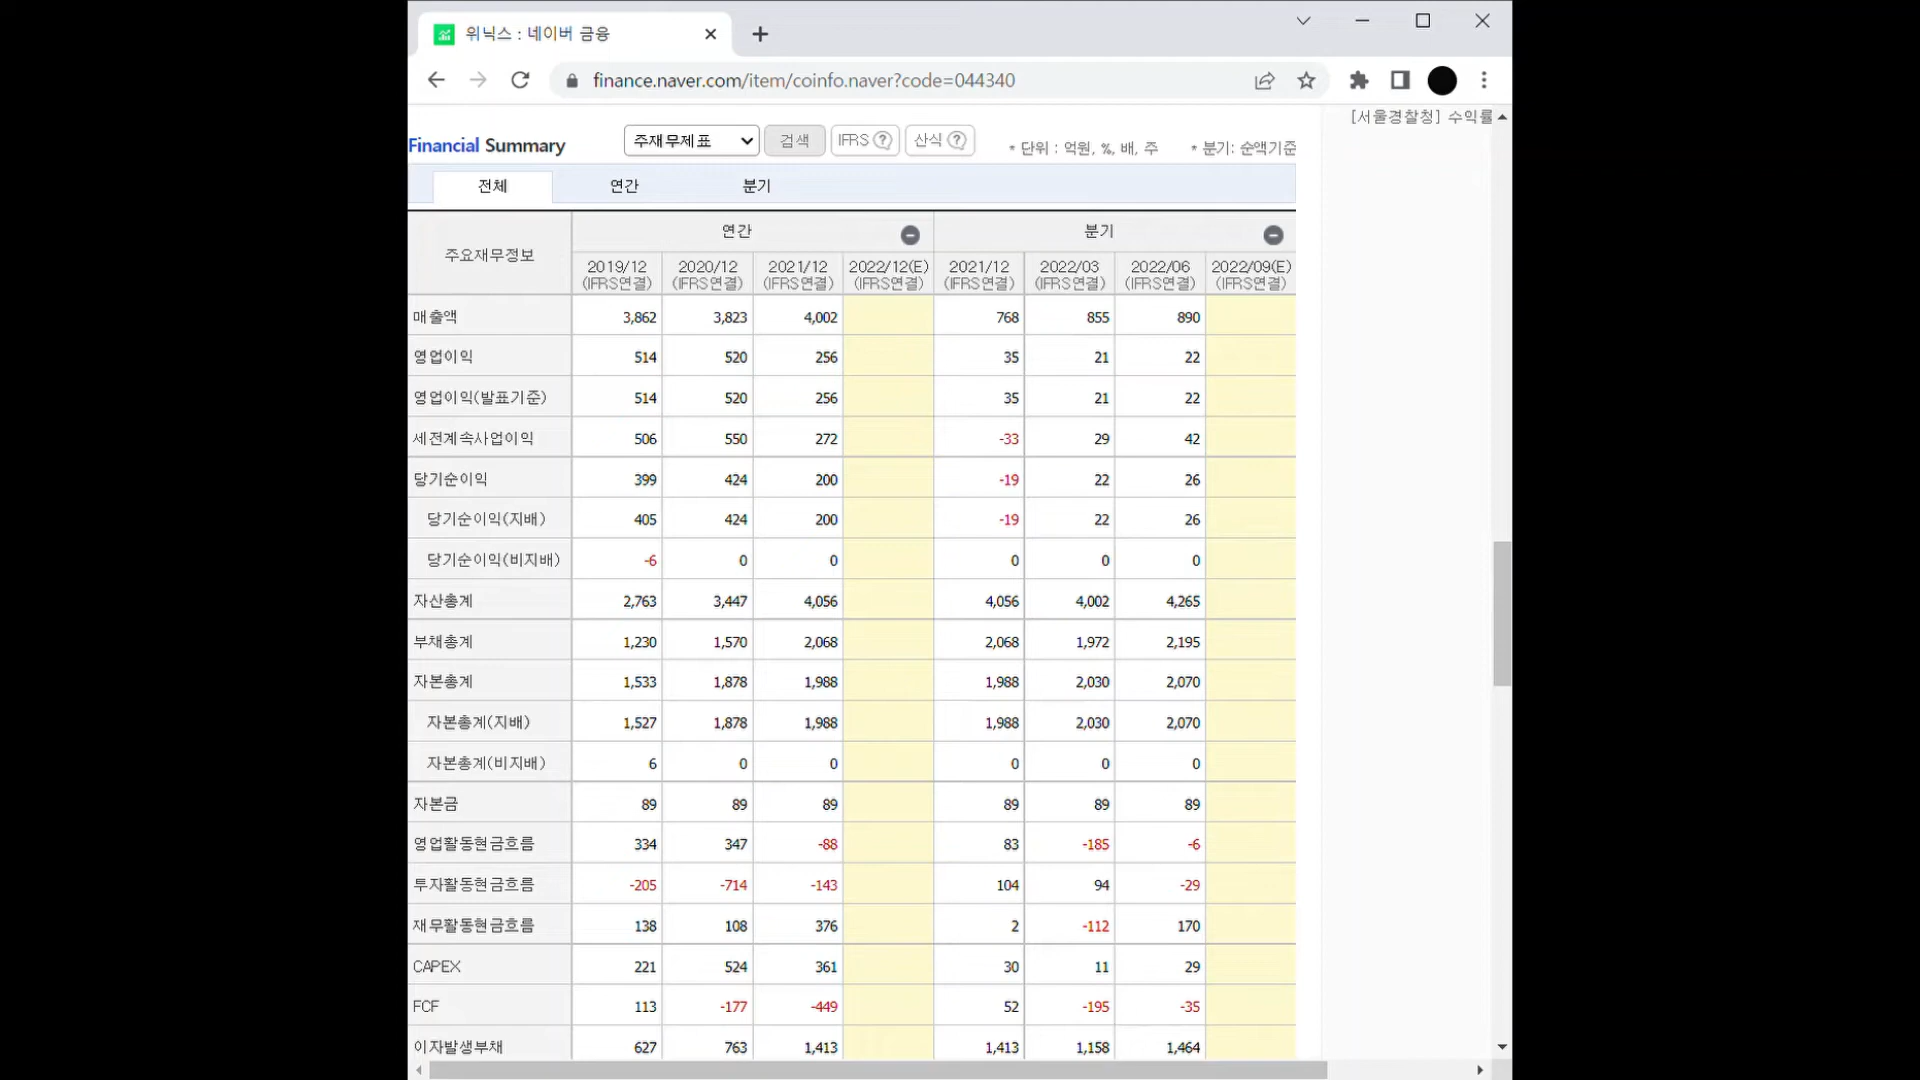 위닉스 : 네이버 금융
finance.naver.com/item/coinfo.naver?code=044340
[서울경찰청] 수익률
Financial Summary 주재무제표 검색 IFRS ? 산식 ? * 단위 : 억원, %, 배, 주 * 분기: 순액기준
전체 연간 분기
주요재무정보 연간 분기
2019/12 2020/12 2021/12 2022/12(E) 2021/12 2022/03 2022/06 2022/09(E)
(IFRS연결) (IFRS연결) (IFRS연결) (IFRS연결) (IFRS연결) (IFRS연결) (IFRS연결) (IFRS연결)
매출액 3,862 3,823 4,002 768 855 890
영업이익 514 520 256 35 21 22
영업이익(발표기준) 514 520 256 35 21 22
세전계속사업이익 506 550 272 -33 29 42
당기순이익 399 424 200 -19 22 26
당기순이익(지배) 405 424 200 -19 22 26
당기순이익(비지배) -6 0 0 0 0 0
자산총계 2,763 3,447 4,056 4,056 4,002 4,265
부채총계 1,230 1,570 2,068 2,068 1,972 2,195
자본총계 1,533 1,878 1,988 1,988 2,030 2,070
자본총계(지배) 1,527 1,878 1,988 1,988 2,030 2,070
자본총계(비지배) 6 0 0 0 0 0
자본금 89 89 89 89 89 89
영업활동현금흐름 334 347 -88 83 -185 -6
투자활동현금흐름 -205 -714 -143 104 94 -29
재무활동현금흐름 138 108 376 2 -112 170
CAPEX 221 524 361 30 11 29
FCF 113 -177 -449 52 -195 -35
이자발생부채 627 763 1,413 1,413 1,158 1,464